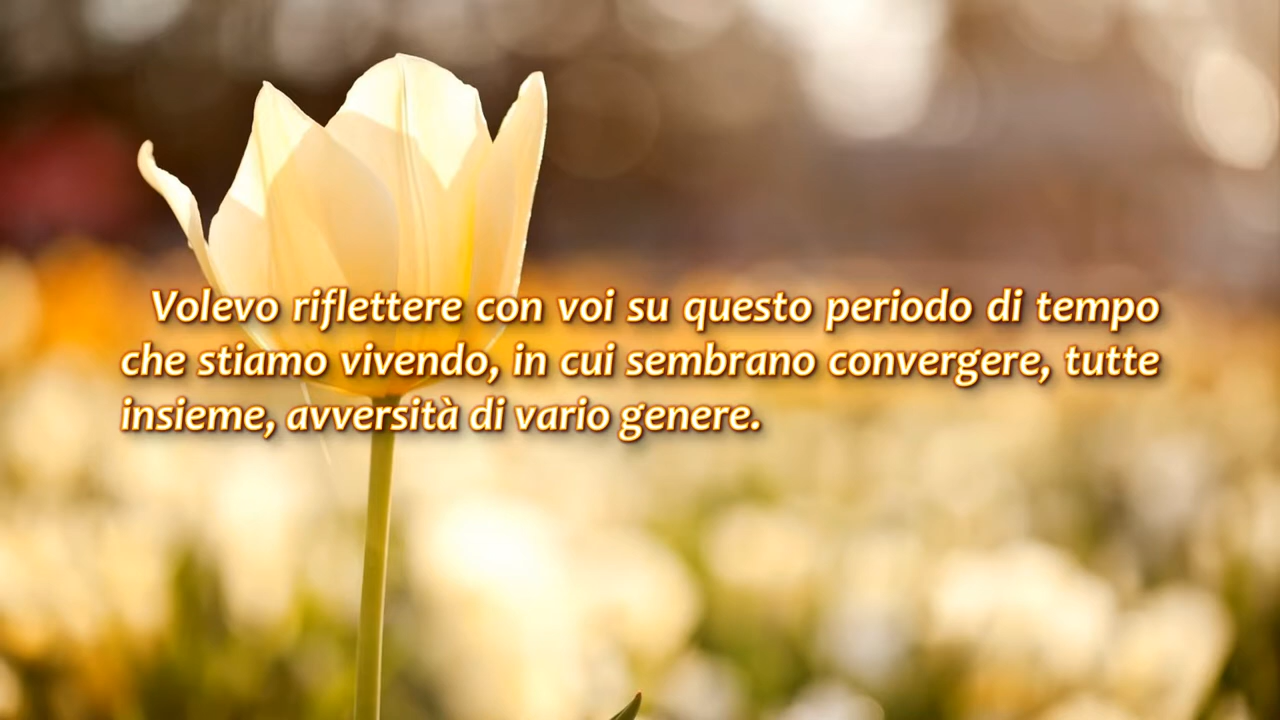 Volevo riflettere con voi su questo periodo di tempo
che stiamo vivendo, in cui sembrano convergere, tutte
insieme, avversità di vario genere.